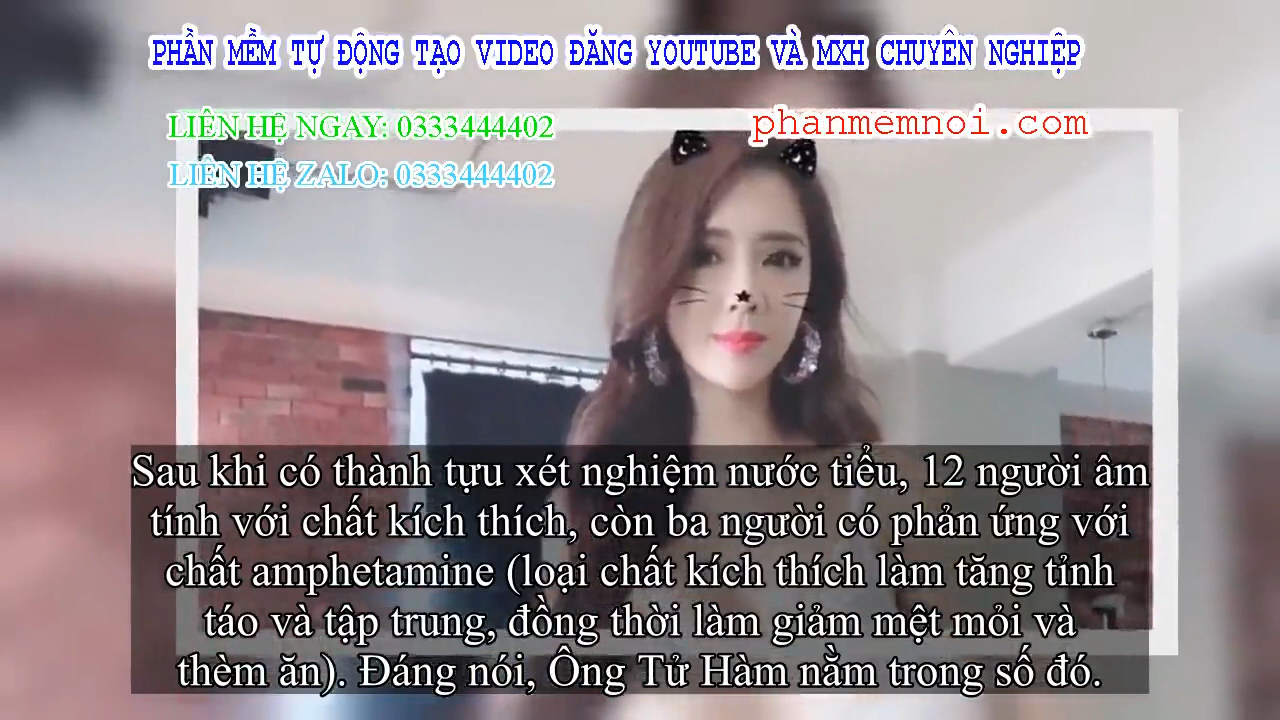 PHẦN MỀM TỰ ĐỘNG TẠO VIDEO ĐĂNG YOUTUBE VÀ MXH CHUYÊN NGHIỆP
LIÊN HỆ NGAY: 0333444402
phanmemnoi.com
LIÊN HỆ ZALO: 0333444402
Sau khi có thành tựu xét nghiệm nước tiểu, 12 người âm
tính với chất kích thích, còn ba người có phản ứng với
chất amphetamine (loại chất kích thích làm tăng tỉnh
táo và tập trung, đồng thời làm giảm mệt mỏi và
thèm ăn). Đáng nói, Ông Tử Hàm nằm trong số đó.